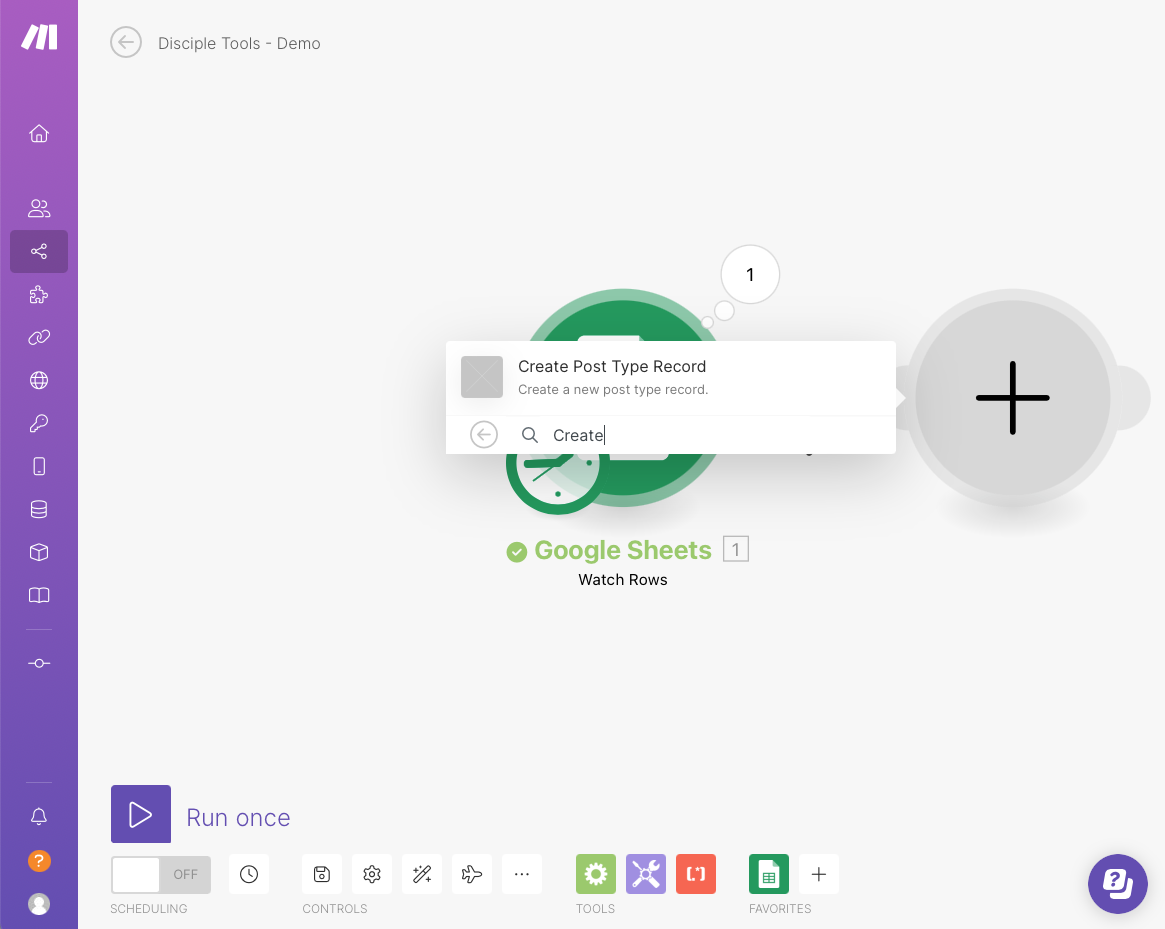 Disciple Tools - Demo
1
Create Post Type Record
Create a new post type record.
Create
Google Sheets 1
Watch Rows
Run once
OFF
[.*]
SCHEDULING
CONTROLS
TOOLS
FAVORITES
?
?